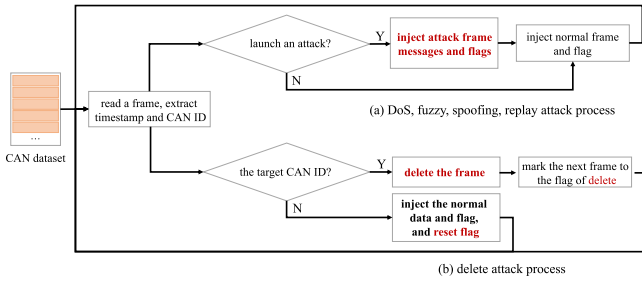 launch an attack?
Y
inject attack frame
messages and flags
inject normal frame
and flag
N
...
CAN dataset
read a frame, extract
timestamp and CAN ID
(a) DoS, fuzzy, spoofing, replay attack process
the target CAN ID?
Y
delete the frame
mark the next frame to
the flag of delete
N
inject the normal
data and flag,
and reset flag
(b) delete attack process